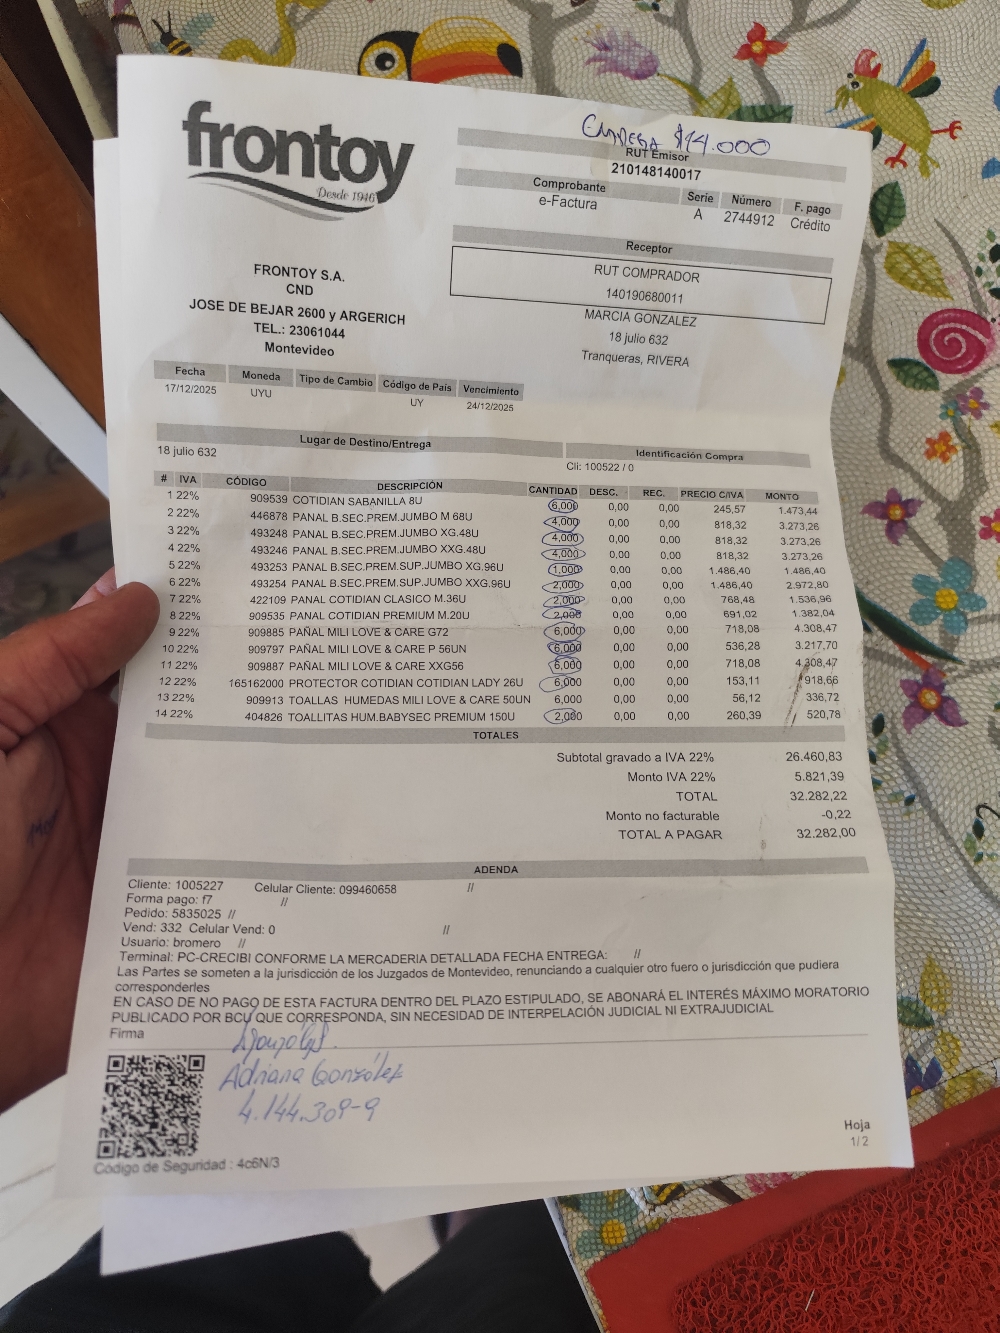 frontoy
Desde 1946
ENTREGA $14.000
RUT Emisor
210148140017
Comprobante Serie Número F. pago
e-Factura A 2744912 Crédito
Receptor
RUT COMPRADOR
140190680011
MARCIA GONZALEZ
18 julio 632
Tranqueras, RIVERA
FRONTOY S.A.
CND
JOSE DE BEJAR 2600 y ARGERICH
TEL.: 23061044
Montevideo
Fecha Moneda Tipo de Cambio Código de País Vencimiento
17/12/2025 UYU UY 24/12/2025
Lugar de Destino/Entrega Identificación Compra
18 julio 632 Cli: 100522 / 0
# IVA CÓDIGO DESCRIPCIÓN CANTIDAD DESC. REC. PRECIO C/IVA MONTO
1 22% 909539 COTIDIAN SABANILLA 8U 6,000 0,00 0,00 245,57 1.473,44
2 22% 446878 PANAL B.SEC.PREM.JUMBO M 68U 4,000 0,00 0,00 818,32 3.273,26
3 22% 493248 PANAL B.SEC.PREM.JUMBO XG.48U 4,000 0,00 0,00 818,32 3.273,26
4 22% 493246 PANAL B.SEC.PREM.JUMBO XXG.48U 4,000 0,00 0,00 818,32 3.273,26
5 22% 493253 PANAL B.SEC.PREM.SUP.JUMBO XG.96U 1,000 0,00 0,00 1.486,40 1.486,40
6 22% 493254 PANAL B.SEC.PREM.SUP.JUMBO XXG.96U 2,000 0,00 0,00 1.486,40 2.972,80
7 22% 422109 PANAL COTIDIAN CLASICO M.36U 2,000 0,00 0,00 768,48 1.536,96
8 22% 909535 PANAL COTIDIAN PREMIUM M.20U 2,000 0,00 0,00 691,02 1.382,04
9 22% 909885 PAÑAL MILI LOVE & CARE G72 6,000 0,00 0,00 718,08 4.308,47
10 22% 909797 PAÑAL MILI LOVE & CARE P 56UN 6,000 0,00 0,00 536,28 3.217,70
11 22% 909887 PAÑAL MILI LOVE & CARE XXG56 6,000 0,00 0,00 718,08 4.308,47
12 22% 165162000 PROTECTOR COTIDIAN COTIDIAN LADY 26U 6,000 0,00 0,00 153,11 918,66
13 22% 909913 TOALLAS HUMEDAS MILI LOVE & CARE 50UN 6,000 0,00 0,00 56,12 336,72
14 22% 404826 TOALLITAS HUM.BABYSEC PREMIUM 150U 2,000 0,00 0,00 260,39 520,78
TOTALES
Subtotal gravado a IVA 22% 26.460,83
Monto IVA 22% 5.821,39
TOTAL 32.282,22
Monto no facturable -0,22
TOTAL A PAGAR 32.282,00
ADENDA
Cliente: 1005227 Celular Cliente: 099460658 //
Forma pago: f7 //
Pedido: 5835025 //
Vend: 332 Celular Vend: 0 //
Usuario: bromero //
Terminal: PC-CRECIBI CONFORME LA MERCADERIA DETALLADA FECHA ENTREGA: //
Las Partes se someten a la jurisdicción de los Juzgados de Montevideo, renunciando a cualquier otro fuero o jurisdicción que pudiera
corresponderles
EN CASO DE NO PAGO DE ESTA FACTURA DENTRO DEL PLAZO ESTIPULADO, SE ABONARÁ EL INTERÉS MÁXIMO MORATORIO
PUBLICADO POR BCU QUE CORRESPONDA, SIN NECESIDAD DE INTERPELACIÓN JUDICIAL NI EXTRAJUDICIAL
Firma
Adriana González
4.144.309-9
Hoja
1/2
Código de Seguridad : 4c6N/3